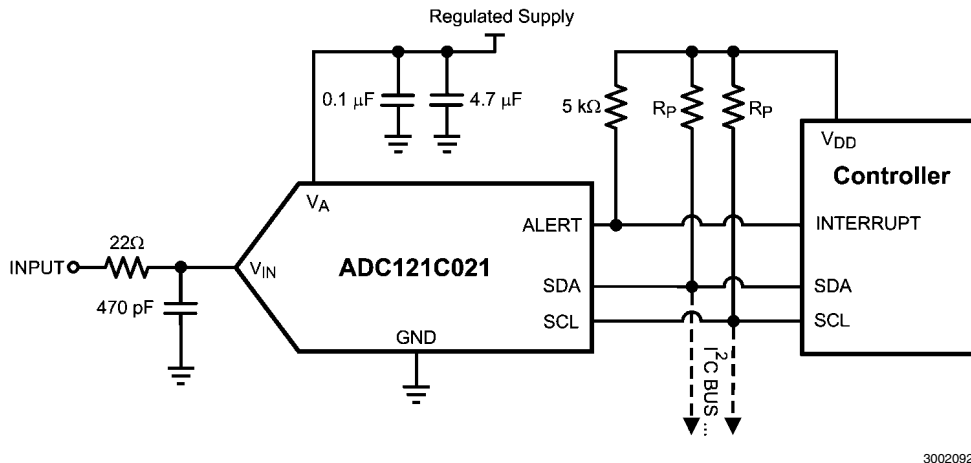 Regulated Supply
0.1 μF
4.7 μF
5 kΩ
RP
RP
VDD
Controller
VA
ALERT
INTERRUPT
22Ω
INPUT
VIN
ADC121C021
470 pF
SDA
SDA
SCL
SCL
GND
I2C BUS ...
3002092